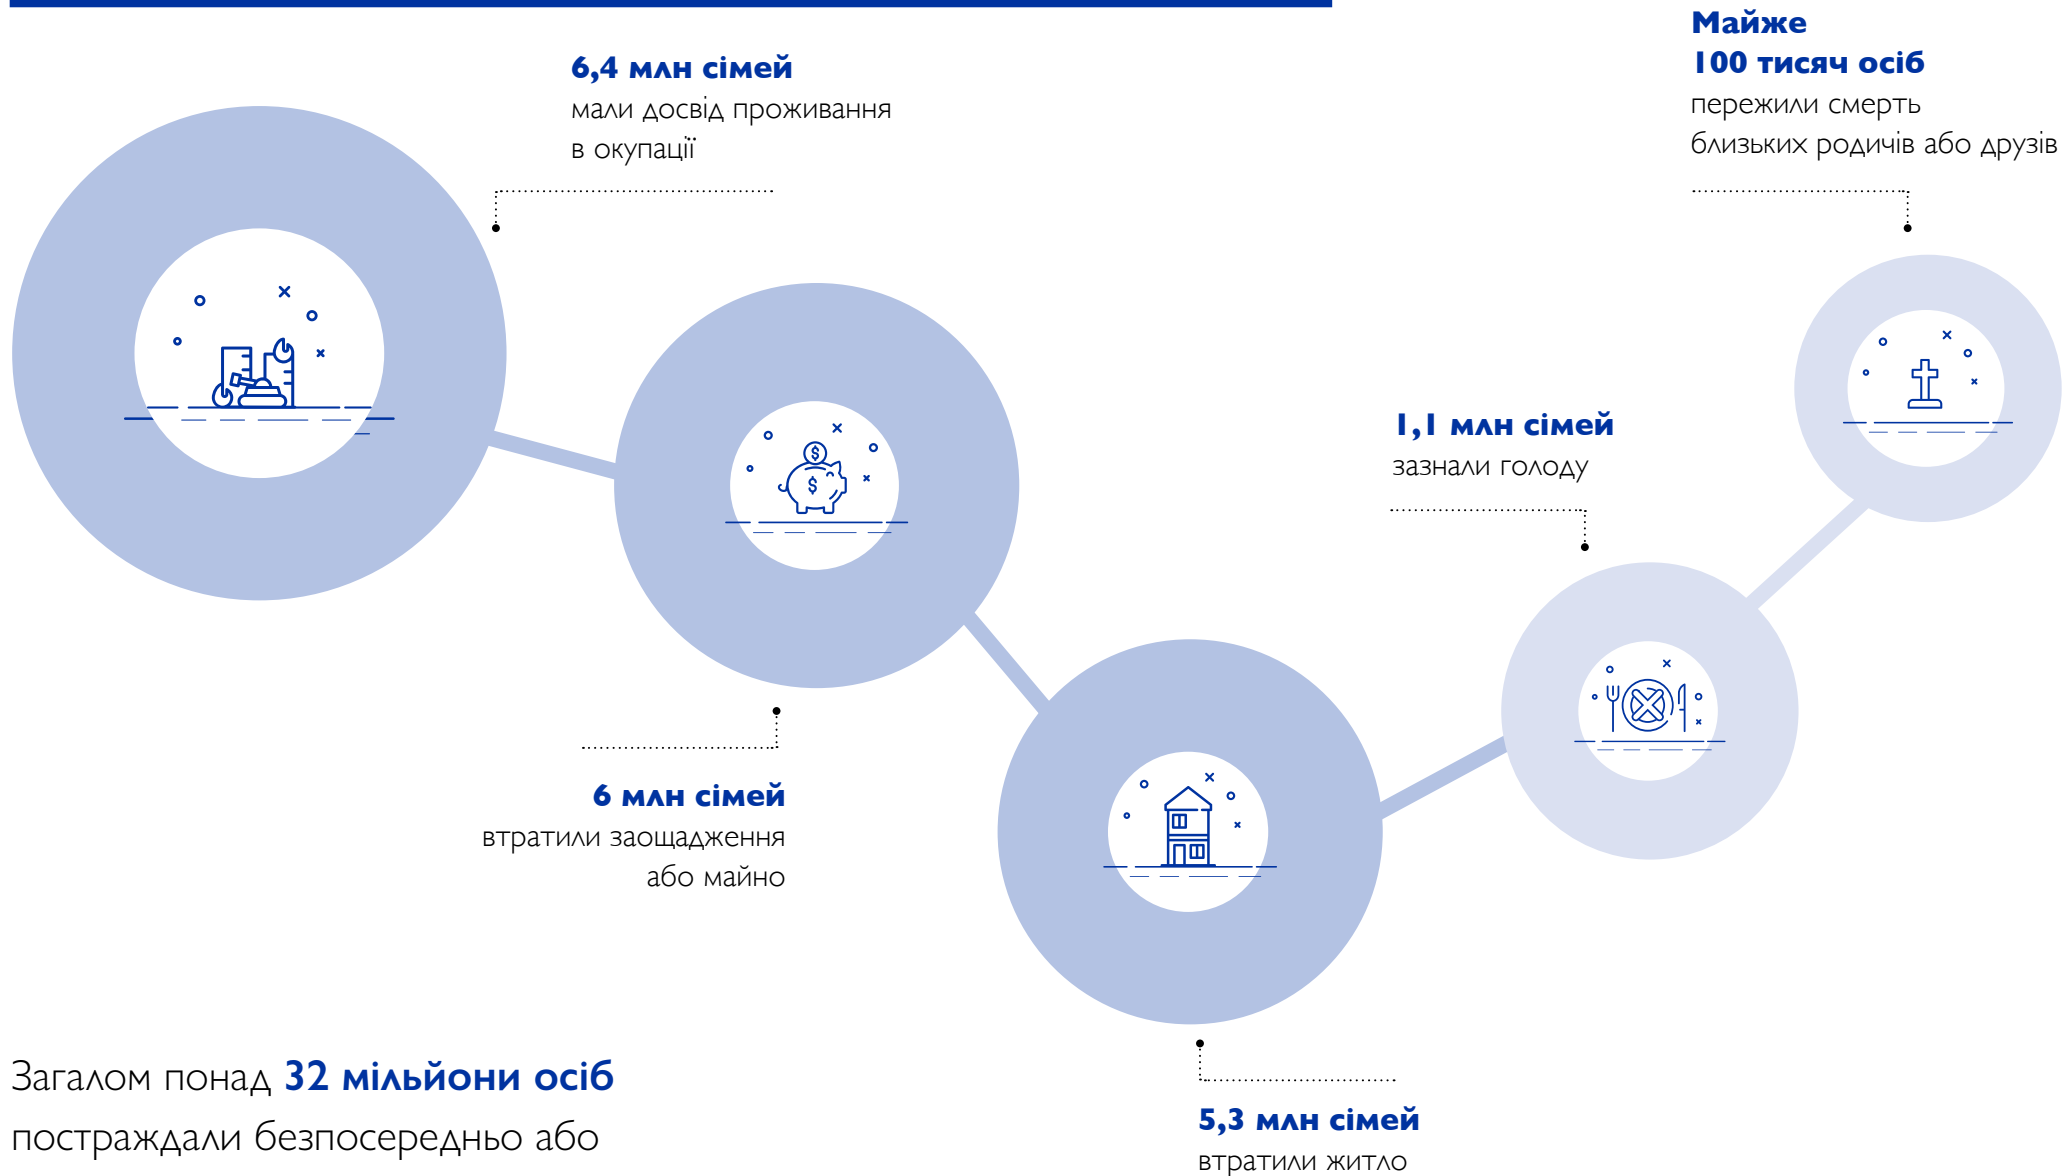 6,4 млн сімей
мали досвід проживання
в окупації
Майже
100 тисяч осіб
пережили смерть
близьких родичів або друзів
1,1 млн сімей
зазнали голоду
6 млн сімей
втратили заощадження
або майно
5,3 млн сімей
втратили житло
Загалом понад 32 мільйони осіб
постраждали безпосередньо або